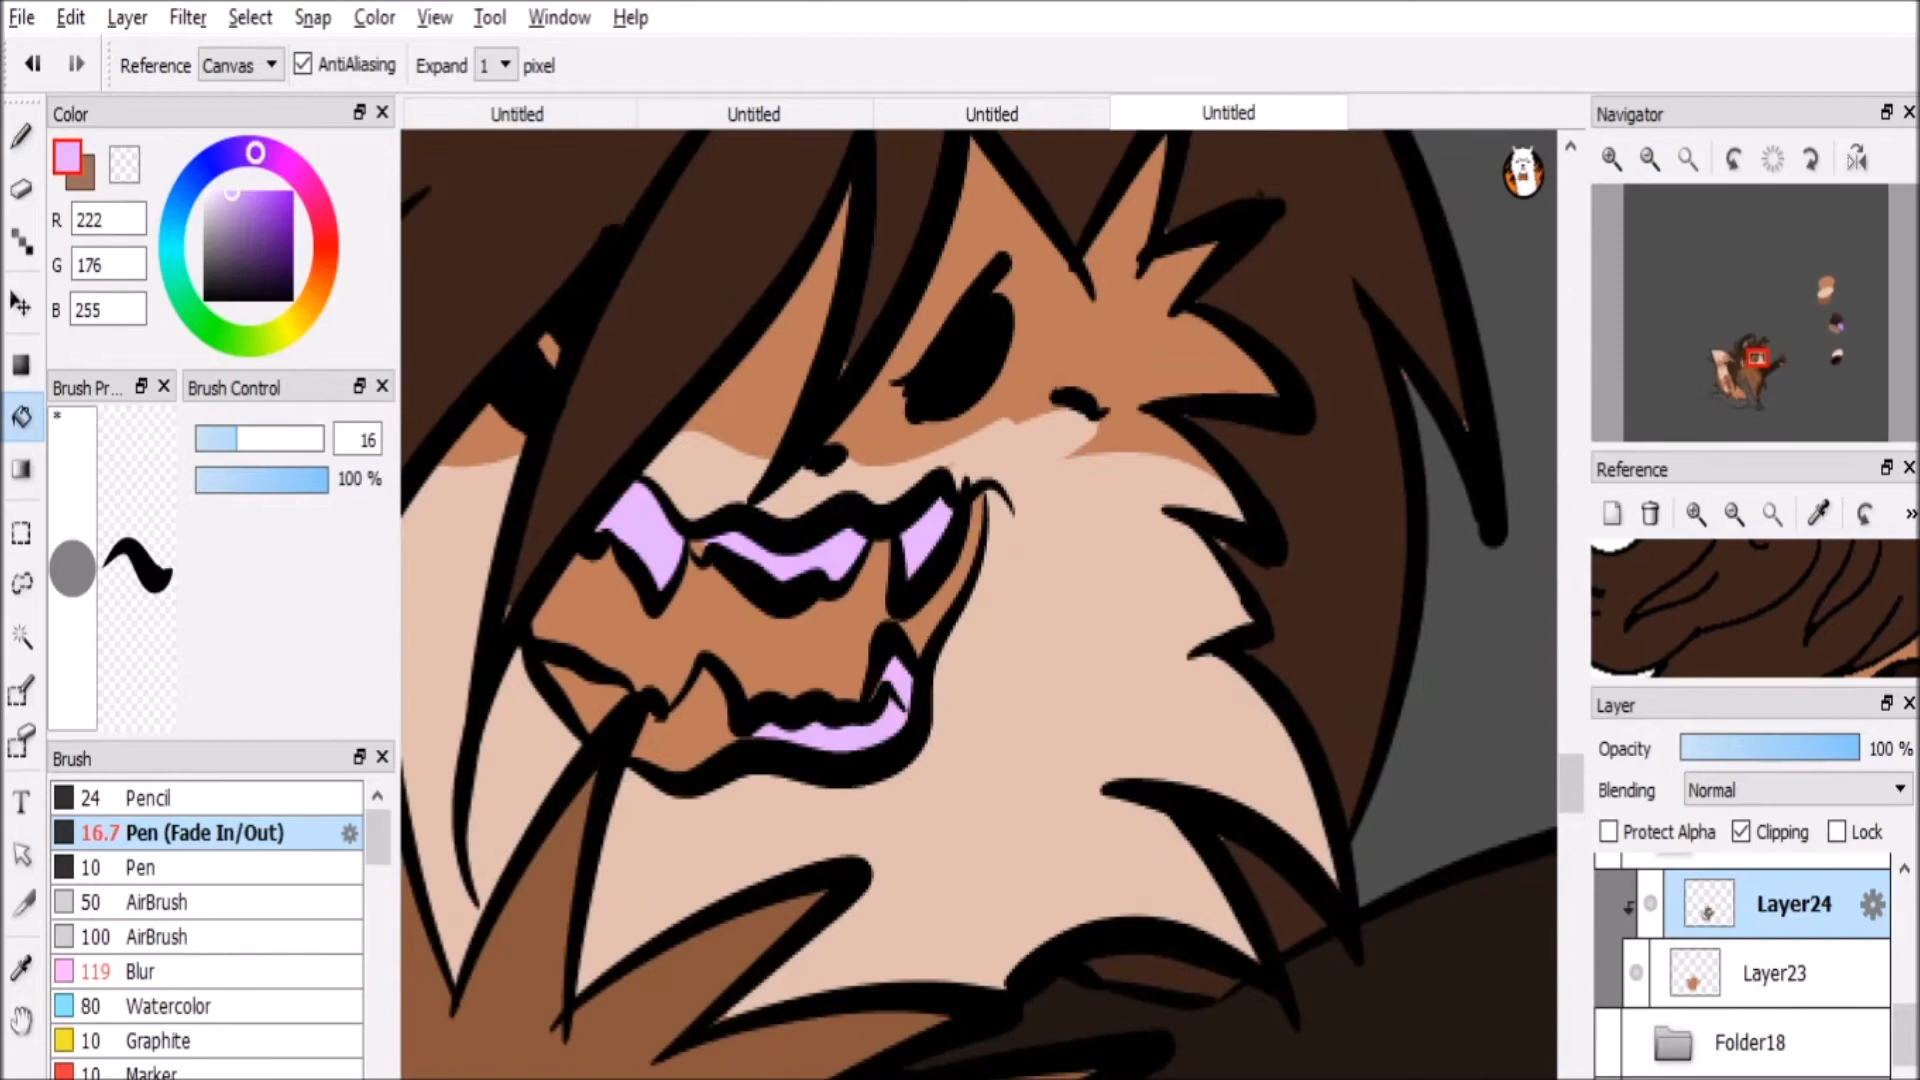 File Edit Layer Filter Select Snap Color View Tool Window Help
Reference Canvas AntiAliasing Expand 1 pixel
Color
Untitled Untitled Untitled Untitled
Navigator
R 222
G 176
B 255
Brush Pr... Brush Control
*
16
100 %
Reference
»
Layer
Opacity 100 %
Blending Normal
Protect Alpha Clipping Lock
Layer24
Layer23
Folder18
Brush
24 Pencil
16.7 Pen (Fade In/Out)
10 Pen
50 AirBrush
100 AirBrush
119 Blur
80 Watercolor
10 Graphite
10 Marker
T